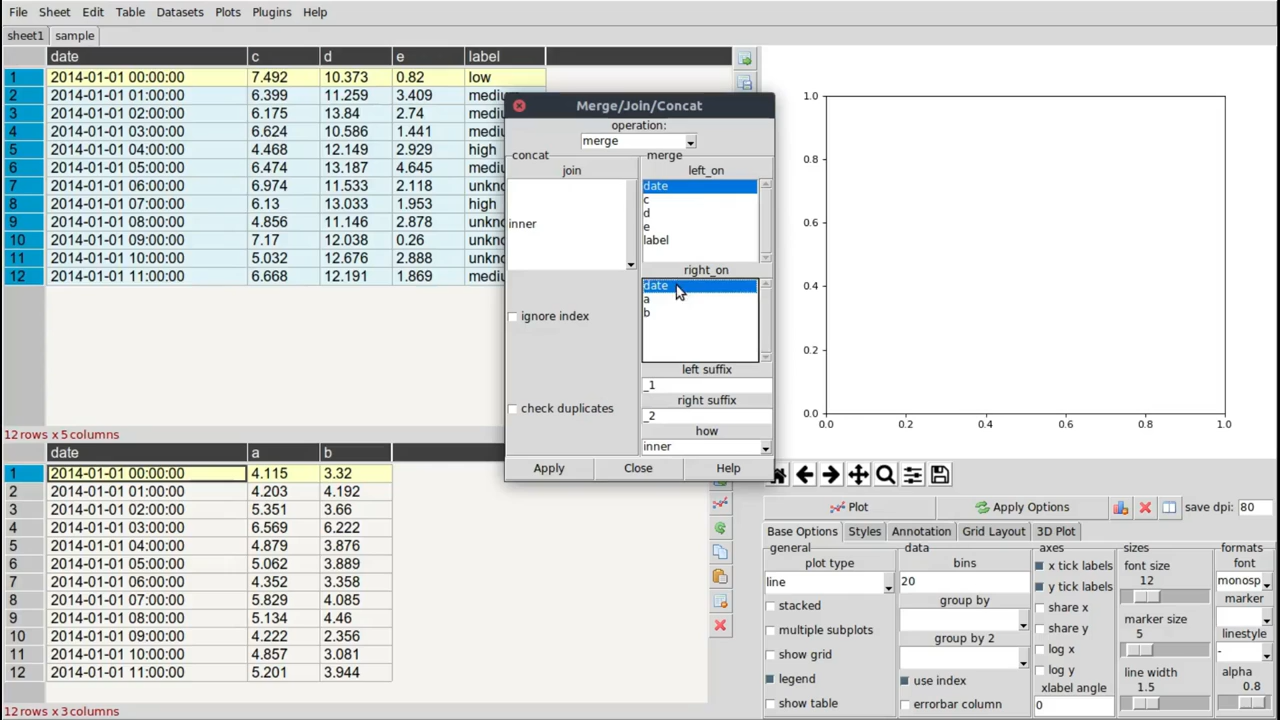 File Sheet Edit Table Datasets Plots Plugins Help
sheet1 sample
date c d e label
1 2014-01-01 00:00:00 7.492 10.373 0.82 low
2 2014-01-01 01:00:00 6.399 11.259 3.409 mediu
3 2014-01-01 02:00:00 6.175 13.84 2.74 mediu
4 2014-01-01 03:00:00 6.624 10.586 1.441 mediu
5 2014-01-01 04:00:00 4.468 12.149 2.929 high
6 2014-01-01 05:00:00 6.474 13.187 4.645 mediu
7 2014-01-01 06:00:00 6.974 11.533 2.118 unkno
8 2014-01-01 07:00:00 6.13 13.033 1.953 high
9 2014-01-01 08:00:00 4.856 11.146 2.878 unkno
10 2014-01-01 09:00:00 7.17 12.038 0.26 unkno
11 2014-01-01 10:00:00 5.032 12.676 2.888 unkno
12 2014-01-01 11:00:00 6.668 12.191 1.869 mediu
12 rows x 5 columns
date a b
1 2014-01-01 00:00:00 4.115 3.32
2 2014-01-01 01:00:00 4.203 4.192
3 2014-01-01 02:00:00 5.351 3.66
4 2014-01-01 03:00:00 6.569 6.222
5 2014-01-01 04:00:00 4.879 3.876
6 2014-01-01 05:00:00 5.062 3.889
7 2014-01-01 06:00:00 4.352 3.358
8 2014-01-01 07:00:00 5.829 4.085
9 2014-01-01 08:00:00 5.134 4.46
10 2014-01-01 09:00:00 4.222 2.356
11 2014-01-01 10:00:00 4.857 3.081
12 2014-01-01 11:00:00 5.201 3.944
12 rows x 3 columns
Merge/Join/Concat
operation:
merge
concat
join
inner
ignore index
check duplicates
merge
left_on
date
c
d
e
label
right_on
date
a
b
left suffix
_1
right suffix
_2
how
inner
Apply Close Help
1.0
0.8
0.6
0.4
0.2
0.0
0.0 0.2 0.4 0.6 0.8 1.0
Plot Apply Options save dpi: 80
Base Options Styles Annotation Grid Layout 3D Plot
general
plot type
line
stacked
multiple subplots
show grid
legend
show table
data
bins
20
group by
group by 2
use index
errorbar column
axes
x tick labels
y tick labels
share x
share y
log x
log y
xlabel angle
0
sizes
font size
12
marker size
5
line width
1.5
formats
font
monosp
marker
linestyle
-
alpha
0.8